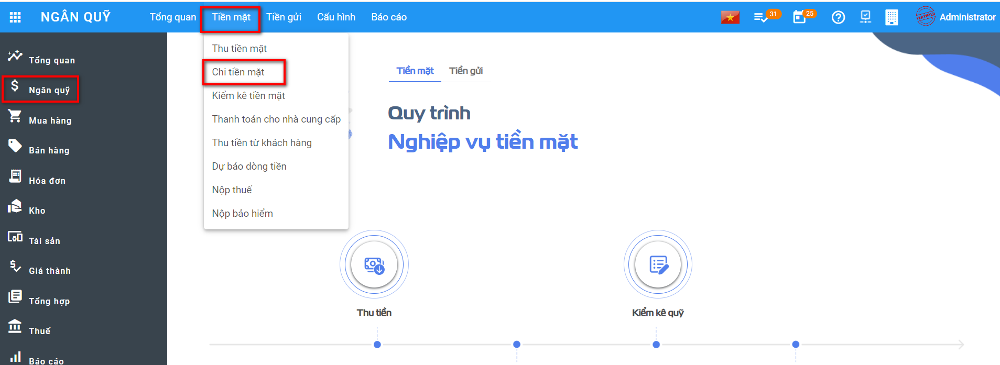 NGÂN QUỸ
Tổng quan
Tiền mặt
Tiền gửi
Cấu hình
Báo cáo
31
25
CERTIFIED
Administrator
Tổng quan
Ngân quỹ
Mua hàng
Bán hàng
Hóa đơn
Kho
Tài sản
Giá thành
Tổng hợp
Thuế
Báo cáo
Thu tiền mặt
Chi tiền mặt
Kiểm kê tiền mặt
Thanh toán cho nhà cung cấp
Thu tiền từ khách hàng
Dự báo dòng tiền
Nộp thuế
Nộp bảo hiểm
Tiền mặt
Tiền gửi
Quy trình
Nghiệp vụ tiền mặt
Thu tiền
Kiểm kê quỹ